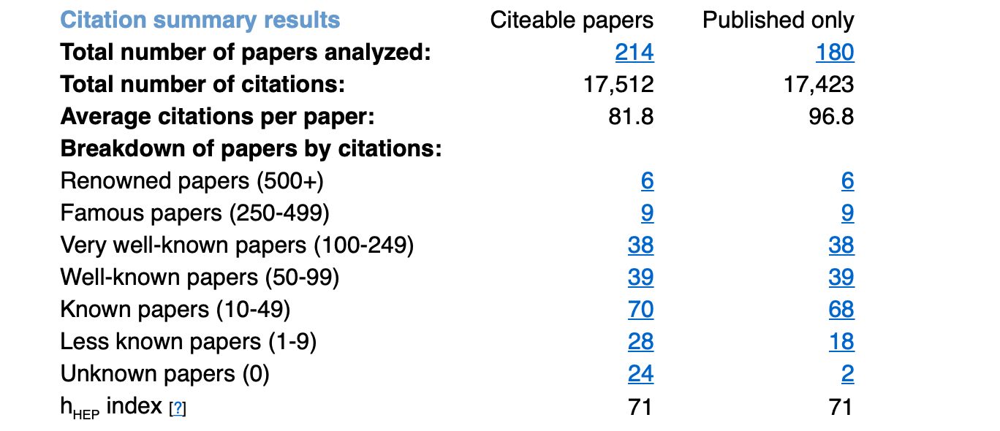 Citation summary results Citeable papers Published only
Total number of papers analyzed: 214 180
Total number of citations: 17,512 17,423
Average citations per paper: 81.8 96.8
Breakdown of papers by citations:
Renowned papers (500+) 6 6
Famous papers (250-499) 9 9
Very well-known papers (100-249) 38 38
Well-known papers (50-99) 39 39
Known papers (10-49) 70 68
Less known papers (1-9) 28 18
Unknown papers (0) 24 2
hHEP index [?] 71 71